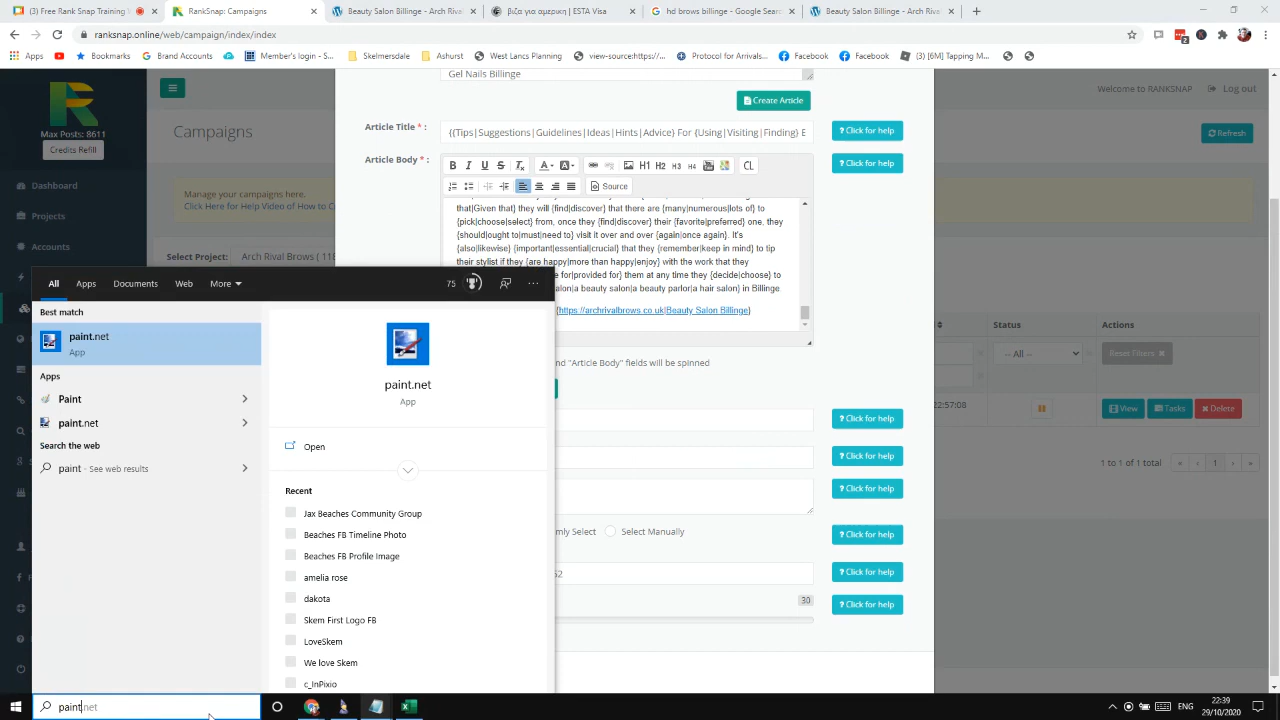 (3) Free Rank Snap Training
RankSnap Campaigns
Beauty Salon Billinge - Arch Riva
βιζα για αμερικη | ESTA Visa
hd brows billinge - Google Searc
Beauty Salon Billinge - Arch Riva
ranksnap.online/web/campaign/index/index
Apps
Bookmarks
Brand Accounts
Member's login - S...
Skelmersdale
Ashurst
West Lancs Planning
view-source:https://...
Protocol for Arrivals...
Facebook
Facebook
(3) [6M] Tapping M...
Max Posts: 8611
Credits Refill
Dashboard
Projects
Accounts
Welcome to RANKSNAP
Log out
Campaigns
Refresh
Manage your campaigns here.
Click Here for Help Video of How to C
Select Project:
Arch Rival Brows ( 118
Gel Nails Billinge
Create Article
Article Title * :
{{Tips|Suggestions|Guidelines|Ideas|Hints|Advice} For {Using|Visiting|Finding} E
Click for help
Article Body * :
Click for help
B I U S Tx
A A
H1 H2 H3 H4
CL
Source
that|Given that} they will {find|discover} that there are {many|numerous|lots of} to
{pick|choose|select} from, once they {find|discover} their {favorite|preferred} one, they
{should|ought to|must|need to} visit it over and over {again|once again}. It's
{also|likewise} {important|essential|crucial} that they {remember|keep in mind} to tip
their stylist if they {are happy|more than happy|enjoy} with the work that they
e for|provided for} them at any time they {decide|choose} to
on|a beauty salon|a beauty parlor|a hair salon} in Billinge.
{https://archrivalbrows.co.uk|Beauty Salon Billinge}
nd "Article Body" fields will be spinned
Click for help
Click for help
Click for help
mly Select
Select Manually
Click for help
Click for help
30
Click for help
Status
Actions
-- All --
Reset Filters
22:57:08
View
Tasks
Delete
1 to 1 of 1 total
« ‹ 1 › »
All
Apps
Documents
Web
More
75
Best match
paint.net
App
Apps
Paint
paint.net
Search the web
paint - See web results
paint.net
App
Open
Recent
Jax Beaches Community Group
Beaches FB Timeline Photo
Beaches FB Profile Image
amelia rose
dakota
Skem First Logo FB
LoveSkem
We love Skem
c_InPixio
paint.net
ENG
22:39
29/10/2020